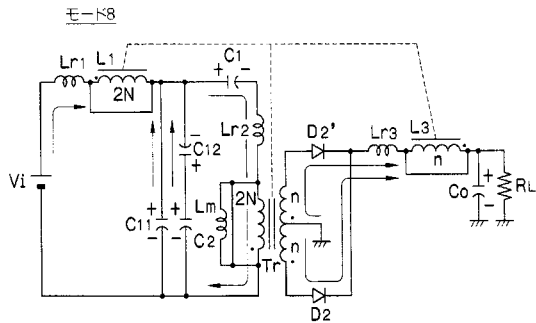 モード8
Lr1
L1
2N
C1
+ −
Lr2
−
C12
+
Vi
+
C11
−
+
C2
−
Lm
2N
Tr
n
n
D2'
D2
Lr3
L3
n
Co
+
−
RL